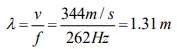 λ = v/f = 344m/s / 262Hz = 1.31 m